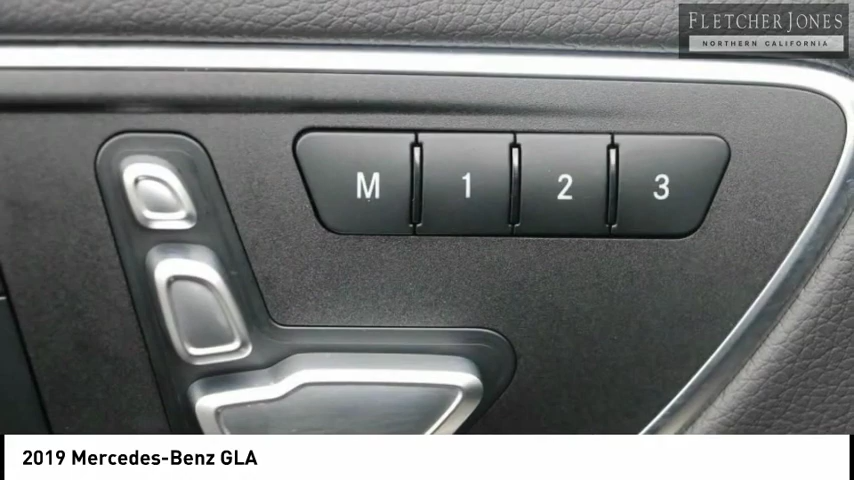 FLETCHER JONES
NORTHERN CALIFORNIA
M 1 2 3
2019 Mercedes-Benz GLA